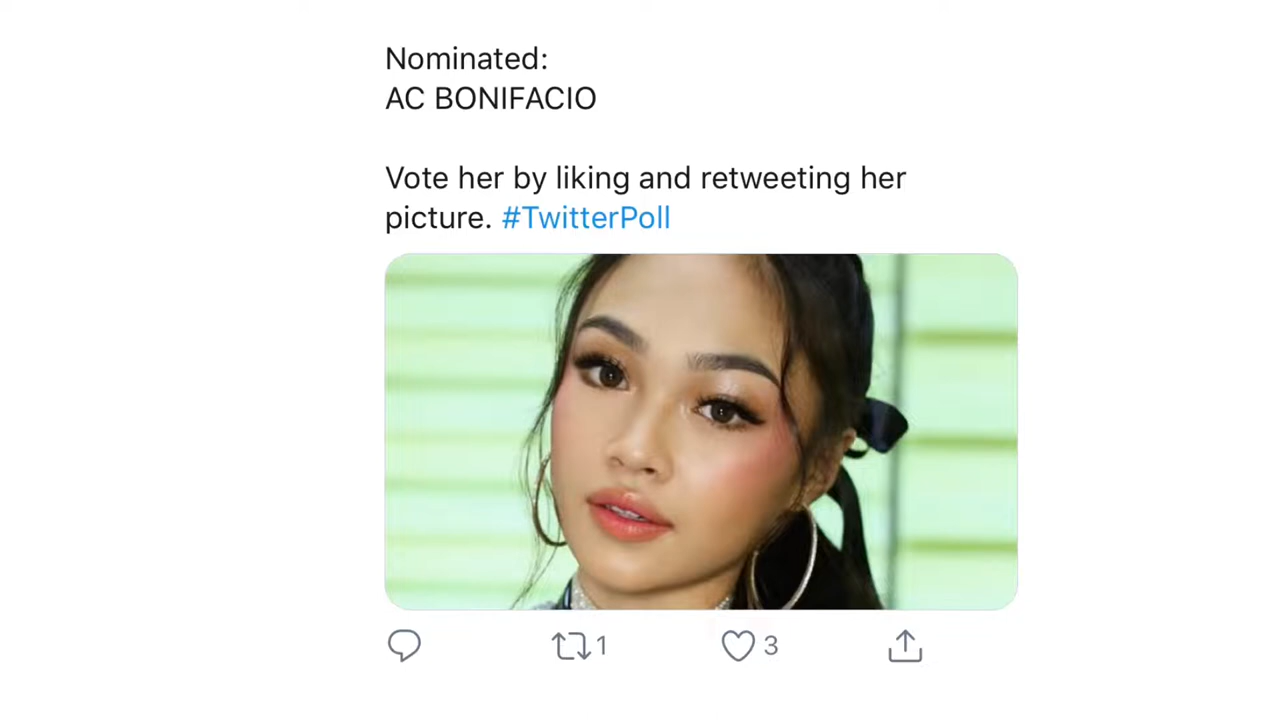 Nominated:
AC BONIFACIO
Vote her by liking and retweeting her
picture. #TwitterPoll
1
3